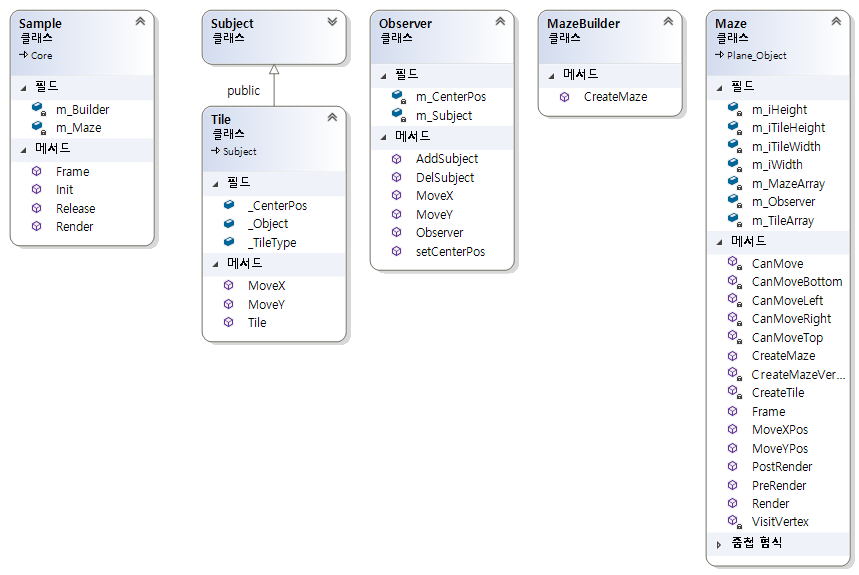 Sample
클래스
Core
필드
m_Builder
m_Maze
메서드
Frame
Init
Release
Render
Subject
클래스
public
Tile
클래스
Subject
필드
_CenterPos
_Object
_TileType
메서드
MoveX
MoveY
Tile
Observer
클래스
필드
m_CenterPos
m_Subject
메서드
AddSubject
DelSubject
MoveX
MoveY
Observer
setCenterPos
MazeBuilder
클래스
메서드
CreateMaze
Maze
클래스
Plane_Object
필드
m_iHeight
m_iTileHeight
m_iTileWidth
m_iWidth
m_MazeArray
m_Observer
m_TileArray
메서드
CanMove
CanMoveBottom
CanMoveLeft
CanMoveRight
CanMoveTop
CreateMaze
CreateMazeVer...
CreateTile
Frame
MoveXPos
MoveYPos
PostRender
PreRender
Render
VisitVertex
중첩 형식